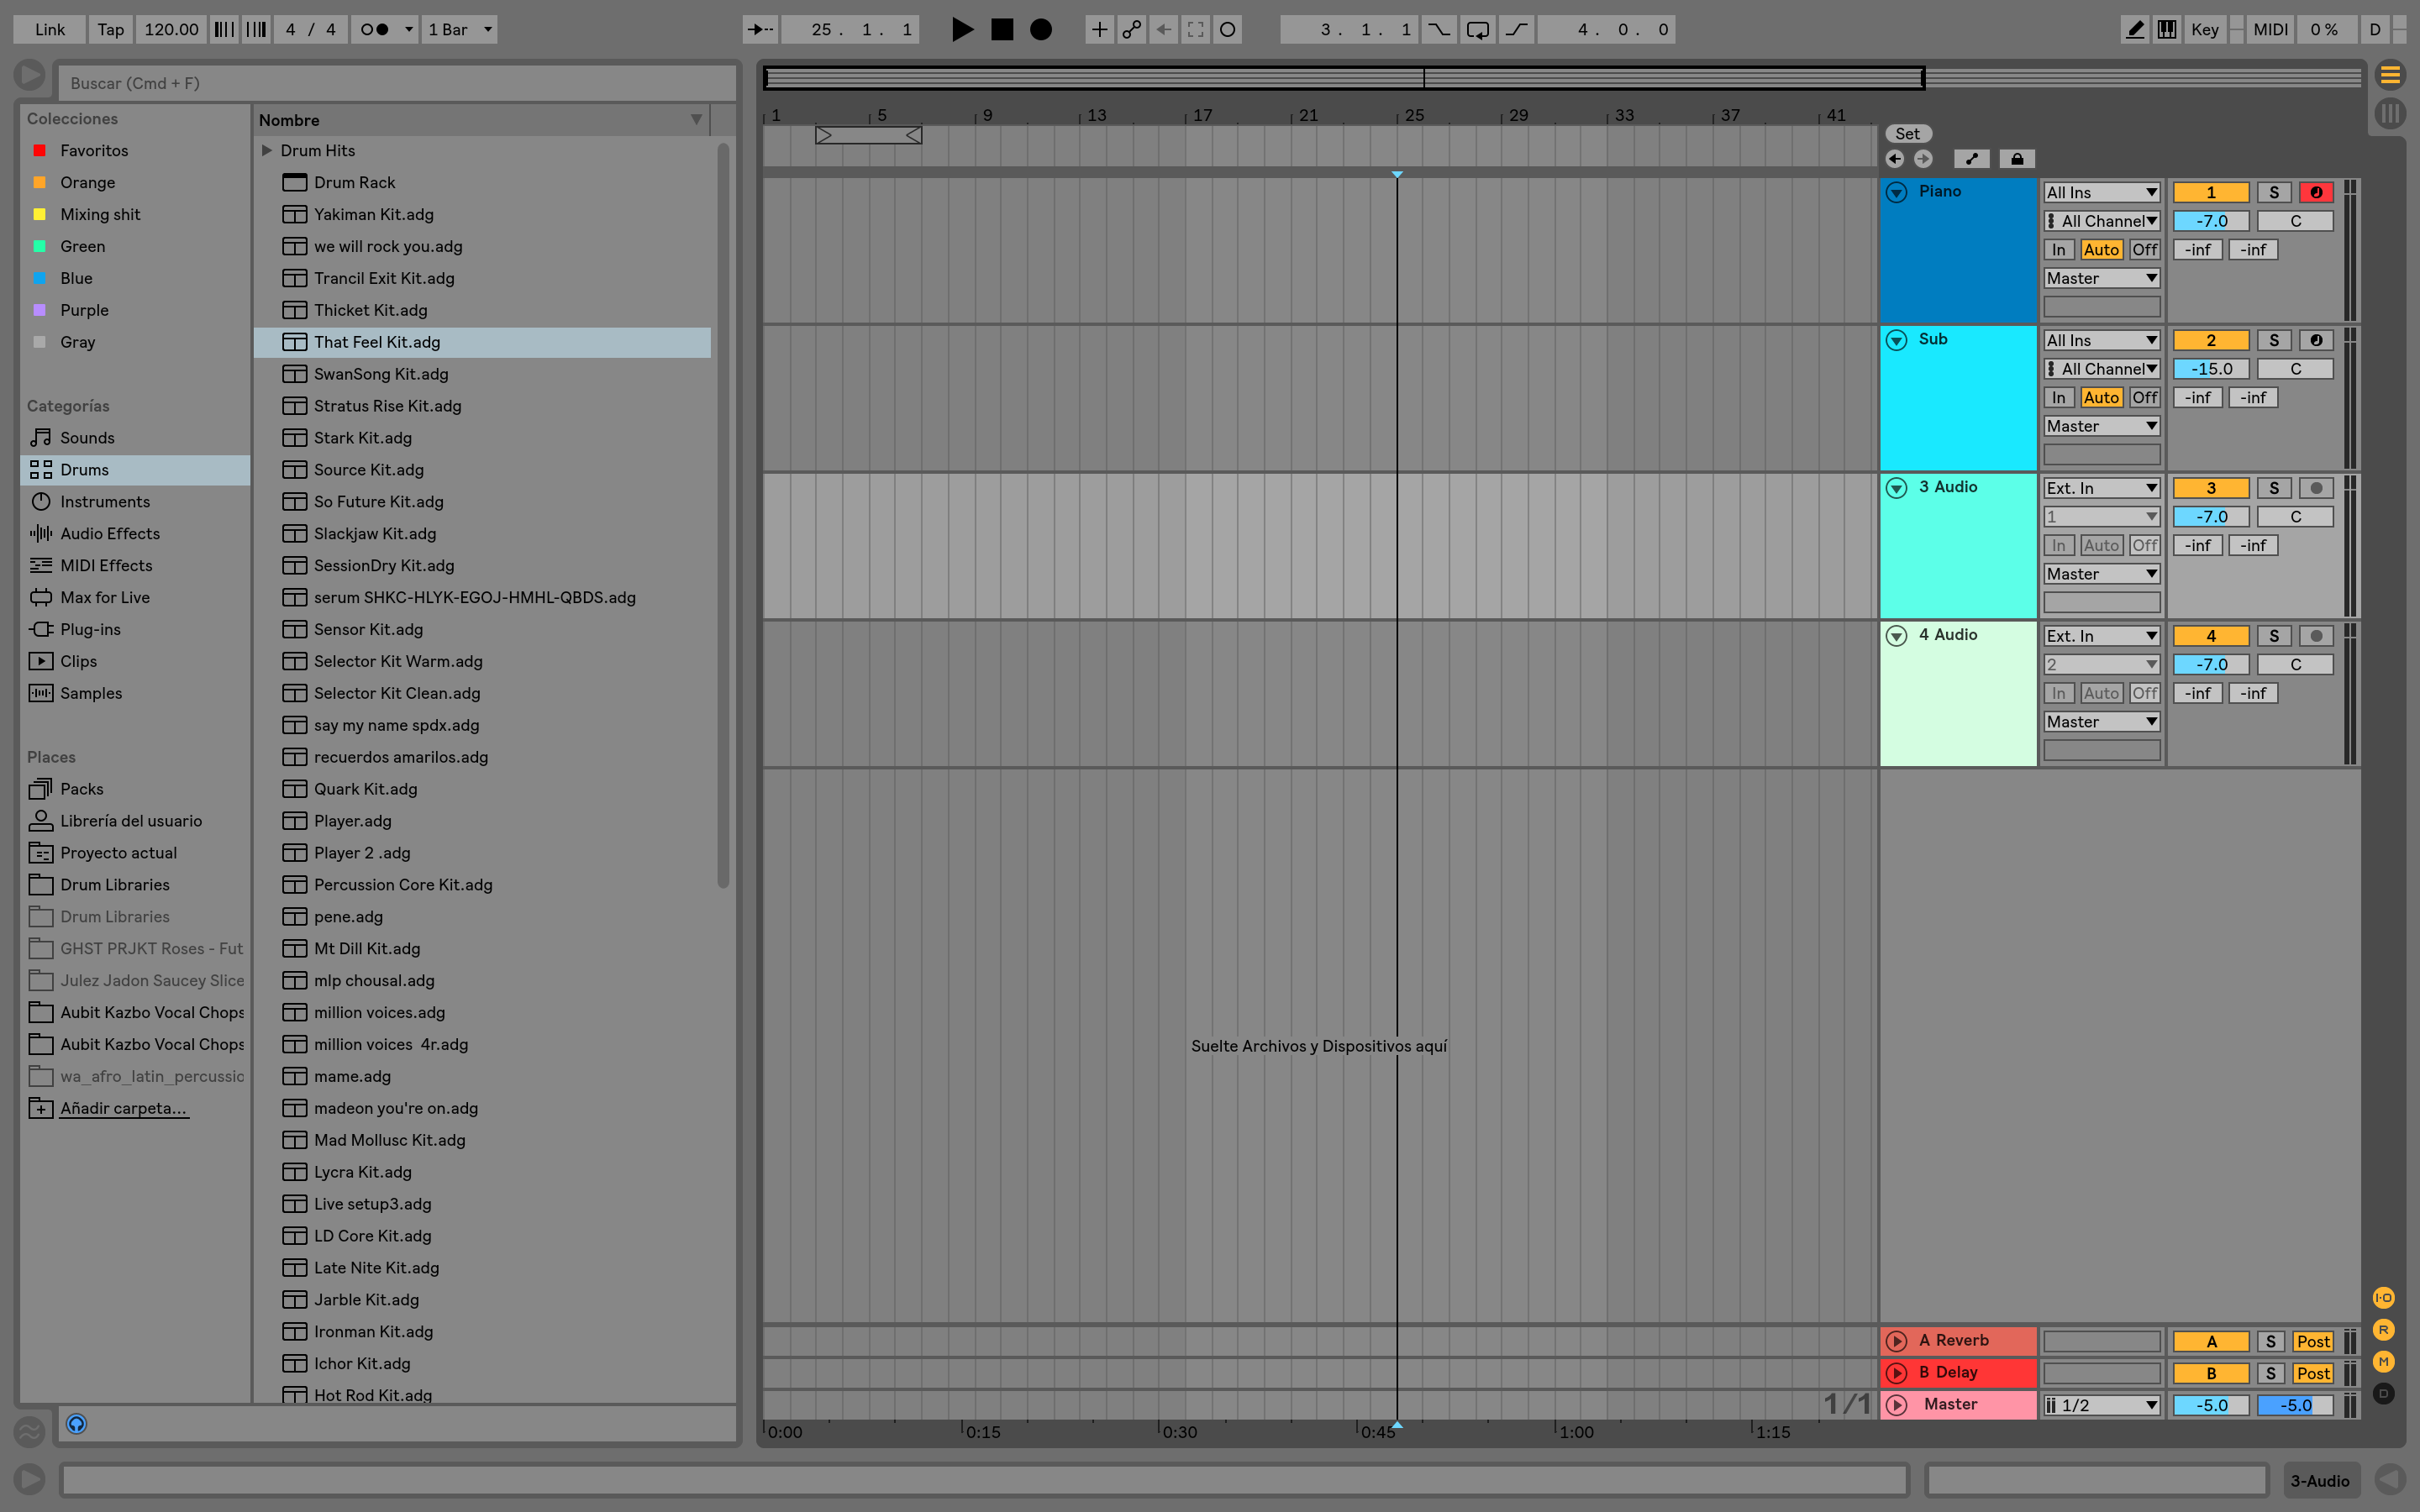 Link Tap 120.00 4 / 4 1 Bar 25. 1. 1 3. 1. 1 4. 0. 0 Key MIDI 0 % D
Buscar (Cmd + F)
Colecciones
Favoritos
Orange
Mixing shit
Green
Blue
Purple
Gray
Categorías
Sounds
Drums
Instruments
Audio Effects
MIDI Effects
Max for Live
Plug-ins
Clips
Samples
Places
Packs
Librería del usuario
Proyecto actual
Drum Libraries
Drum Libraries
GHST PRJKT Roses - Fut
Julez Jadon Saucey Slice
Aubit Kazbo Vocal Chops
Aubit Kazbo Vocal Chops
wa_afro_latin_percussic
Añadir carpeta...
Nombre
Drum Hits
Drum Rack
Yakiman Kit.adg
we will rock you.adg
Trancil Exit Kit.adg
Thicket Kit.adg
That Feel Kit.adg
SwanSong Kit.adg
Stratus Rise Kit.adg
Stark Kit.adg
Source Kit.adg
So Future Kit.adg
Slackjaw Kit.adg
SessionDry Kit.adg
serum SHKC-HLYK-EGOJ-HMHL-QBDS.adg
Sensor Kit.adg
Selector Kit Warm.adg
Selector Kit Clean.adg
say my name spdx.adg
recuerdos amarilos.adg
Quark Kit.adg
Player.adg
Player 2 .adg
Percussion Core Kit.adg
pene.adg
Mt Dill Kit.adg
mlp chousal.adg
million voices.adg
million voices  4r.adg
mame.adg
madeon you're on.adg
Mad Mollusc Kit.adg
Lycra Kit.adg
Live setup3.adg
LD Core Kit.adg
Late Nite Kit.adg
Jarble Kit.adg
Ironman Kit.adg
Ichor Kit.adg
Hot Rod Kit.adg
1 5 9 13 17 21 25 29 33 37 41
Set
Piano All Ins 1 S
All Channel -7.0 C
In Auto Off -inf -inf
Master
Sub All Ins 2 S
All Channel -15.0 C
In Auto Off -inf -inf
Master
3 Audio Ext. In 3 S
1 -7.0 C
In Auto Off -inf -inf
Master
4 Audio Ext. In 4 S
2 -7.0 C
In Auto Off -inf -inf
Master
Suelte Archivos y Dispositivos aquí
I-O
R
M
D
A Reverb A S Post
B Delay B S Post
1/1 Master 1/2 -5.0 -5.0
0:00 0:15 0:30 0:45 1:00 1:15
3-Audio